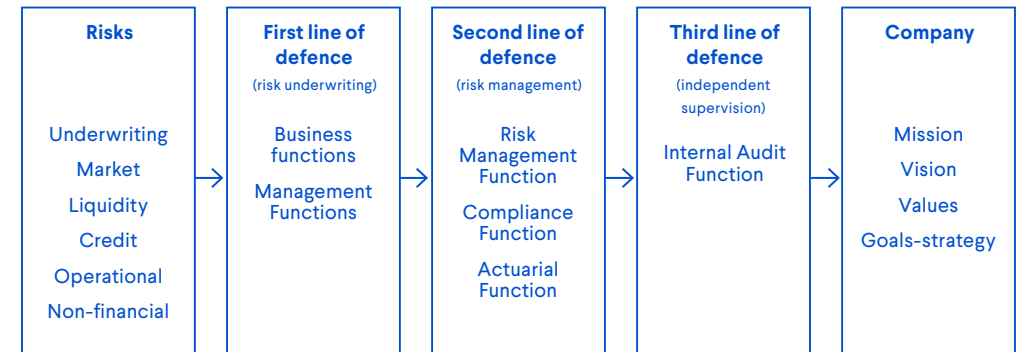 Risks
Underwriting
Market
Liquidity
Credit
Operational
Non-financial
First line of
defence
(risk underwriting)
Business
functions
Management
Functions
Second line of
defence
(risk management)
Risk
Management
Function
Compliance
Function
Actuarial
Function
Third line of
defence
(independent
supervision)
Internal Audit
Function
Company
Mission
Vision
Values
Goals-strategy